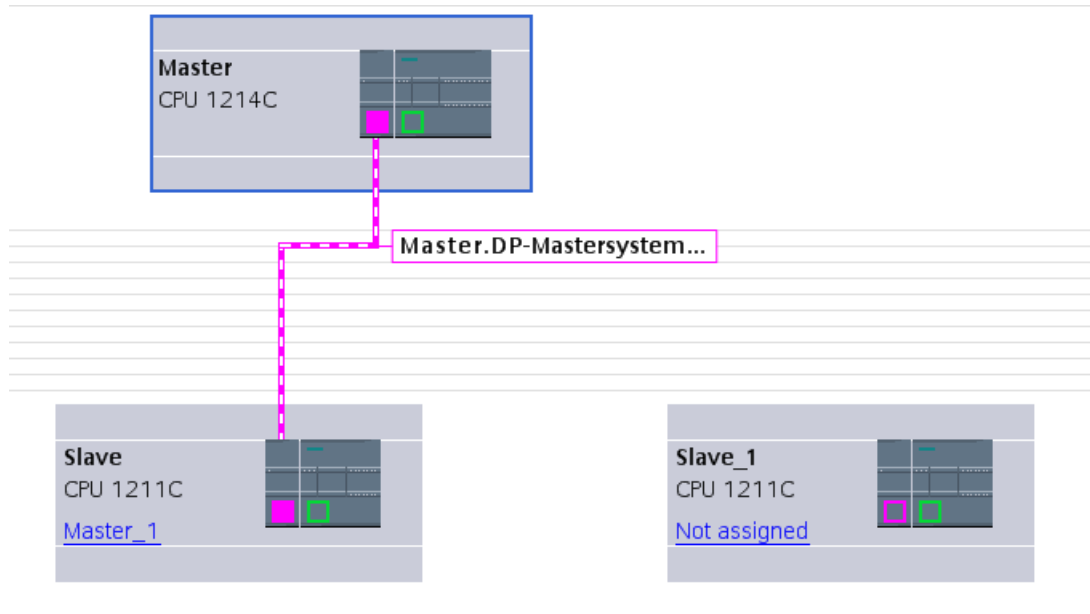 Master
CPU 1214C
Master.DP-Mastersystem...
Slave
CPU 1211C
Master_1
Slave_1
CPU 1211C
Not assigned